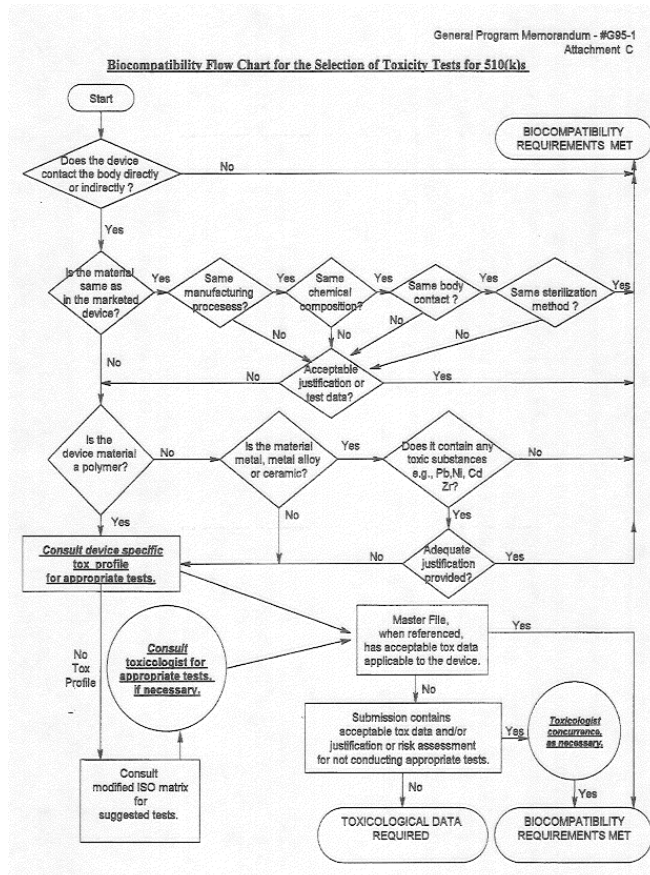 General Program Memorandum - #G95-1
Attachment C
Biocompatibility Flow Chart for the Selection of Toxicity Tests for 510(k)s
Start
BIOCOMPATIBILITY
REQUIREMENTS MET
Does the device
contact the body directly
or indirectly ?
No
Yes
Is the material
same as
in the marketed
device?
Yes
Same
manufacturing
processess?
Yes
Same
chemical
composition?
Yes
Same body
contact ?
Yes
Same sterilization
method ?
Yes
No
No
No
No
No
Acceptable
justification or
test data?
No
Yes
Is the
device material
a polymer?
No
Is the material
metal, metal alloy
or ceramic?
Yes
Does it contain any
toxic substances
e.g., Pb,Ni, Cd
Zr?
No
Yes
No
Yes
Consult device specific
tox profile
for appropriate tests.
No
Adequate
justification
provided?
Yes
No
Tox
Profile
Consult
toxicologist for
appropriate tests,
if necessary.
Master File,
when referenced,
has acceptable tox data
applicable to the device.
Yes
No
Submission contains
acceptable tox data and/or
justification or risk assessment
for not conducting appropriate tests.
Yes
Toxicologist
concurrence,
as necessary.
Consult
modified ISO matrix
for
suggested tests.
No
Yes
TOXICOLOGICAL DATA
REQUIRED
BIOCOMPATIBILITY
REQUIREMENTS MET